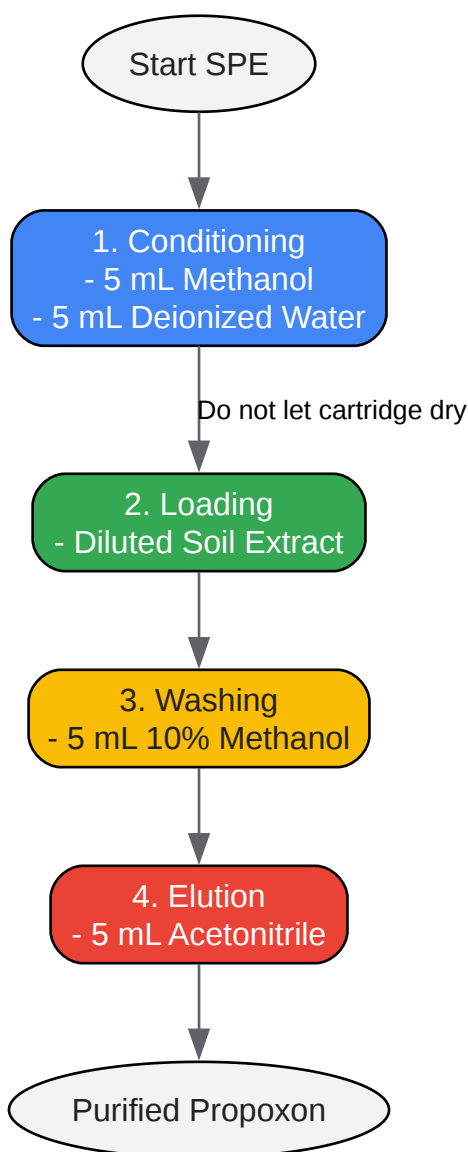 Start SPE
1. Conditioning
- 5 mL Methanol
- 5 mL Deionized Water
Do not let cartridge dry
2. Loading
- Diluted Soil Extract
3. Washing
- 5 mL 10% Methanol
4. Elution
- 5 mL Acetonitrile
Purified Propoxon